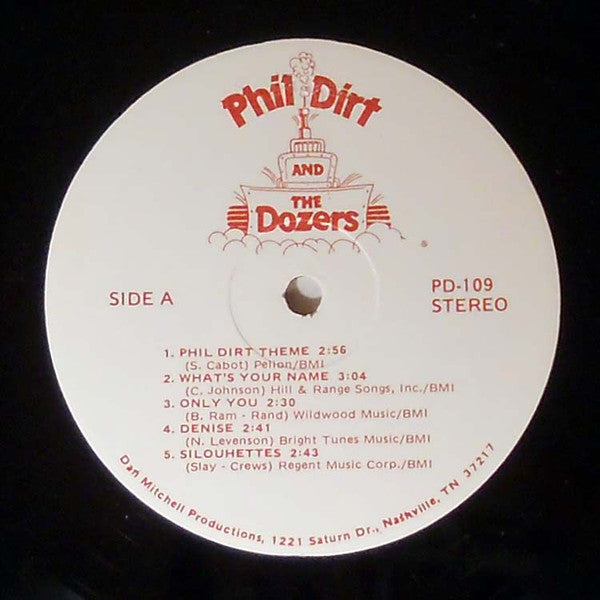 Phil Dirt
AND
THE
Dozers
®
SIDE A
PD-109
STEREO
1. PHIL DIRT THEME 2:56
(S. Cabot) Pelion/BMI
2. WHAT'S YOUR NAME 3:04
(C. Johnson) Hill & Range Songs, Inc./BMI
3. ONLY YOU 2:30
(B. Ram - Rand) Wildwood Music/BMI
4. DENISE 2:41
(N. Levenson) Bright Tunes Music/BMI
5. SILOUHETTES 2:43
(Slay - Crews) Regent Music Corp./BMI
Dan Mitchell Productions, 1221 Saturn Dr., Nashville, TN 37217